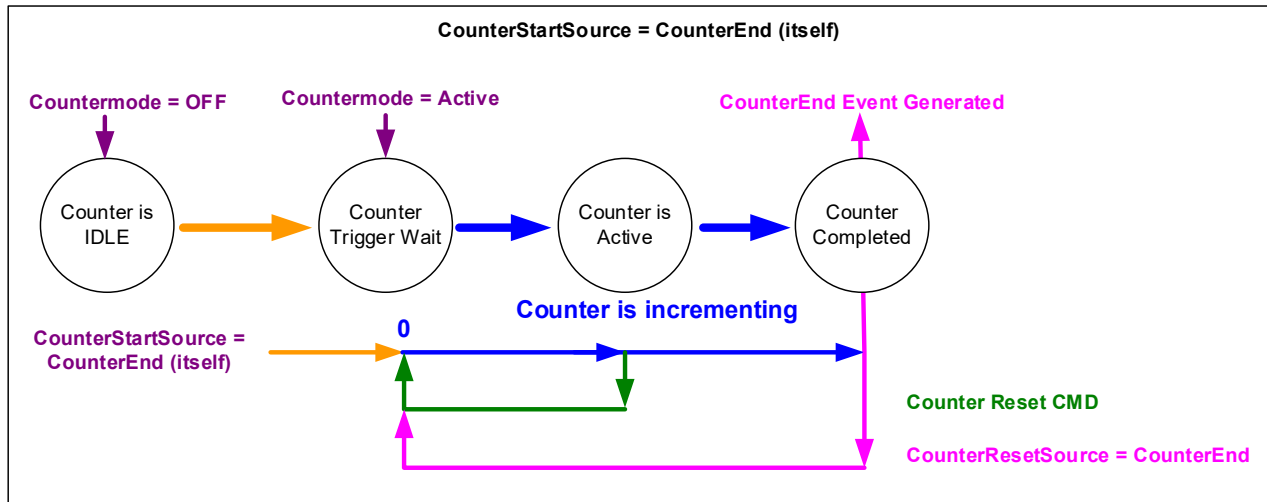 CounterStartSource = CounterEnd (itself)
Countermode = OFF
Countermode = Active
CounterEnd Event Generated
Counter is
IDLE
Counter
Trigger Wait
Counter is
Active
Counter
Completed
Counter is incrementing
CounterStartSource =
CounterEnd (itself)
0
Counter Reset CMD
CounterResetSource = CounterEnd